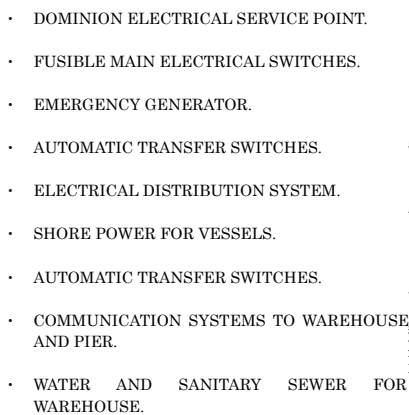 · DOMINION ELECTRICAL SERVICE POINT.
· FUSIBLE MAIN ELECTRICAL SWITCHES.
· EMERGENCY GENERATOR.
· AUTOMATIC TRANSFER SWITCHES.
· ELECTRICAL DISTRIBUTION SYSTEM.
· SHORE POWER FOR VESSELS.
· AUTOMATIC TRANSFER SWITCHES.
· COMMUNICATION SYSTEMS TO WAREHOUSE
AND PIER.
· WATER AND SANITARY SEWER FOR
WAREHOUSE.